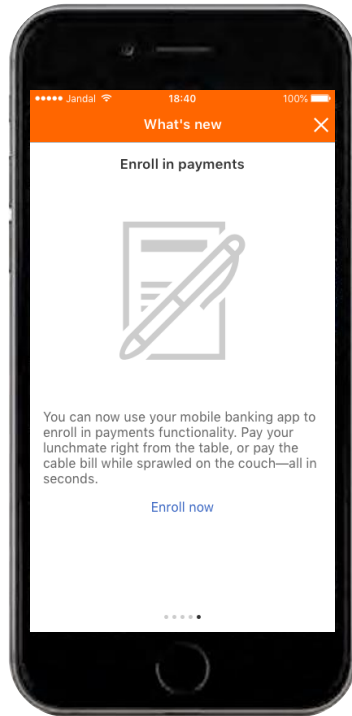 Jandal 18:40 100%
What's new
Enroll in payments
You can now use your mobile banking app to
enroll in payments functionality. Pay your
lunchmate right from the table, or pay the
cable bill while sprawled on the couch—all in
seconds.
Enroll now